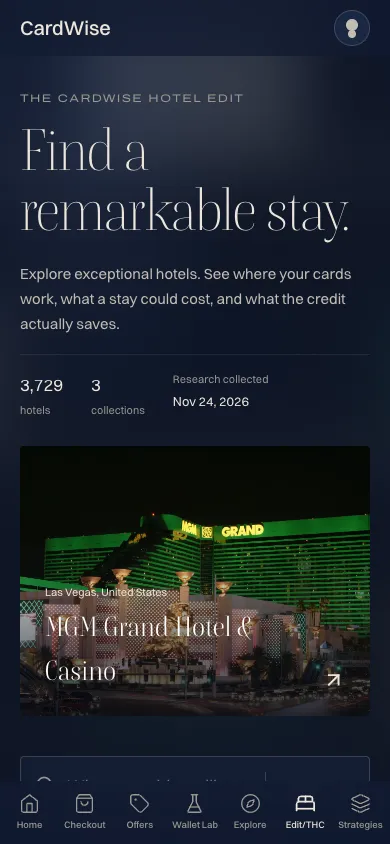 CardWise
THE CARDWISE HOTEL EDIT
Find a
remarkable stay.
Explore exceptional hotels. See where your cards
work, what a stay could cost, and what the credit
actually saves.
3,729
hotels
3
collections
Research collected
Nov 24, 2026
MGM GRAND
Las Vegas, United States
MGM Grand Hotel &
Casino
Home
Checkout
Offers
Wallet Lab
Explore
Edit/THC
Strategies